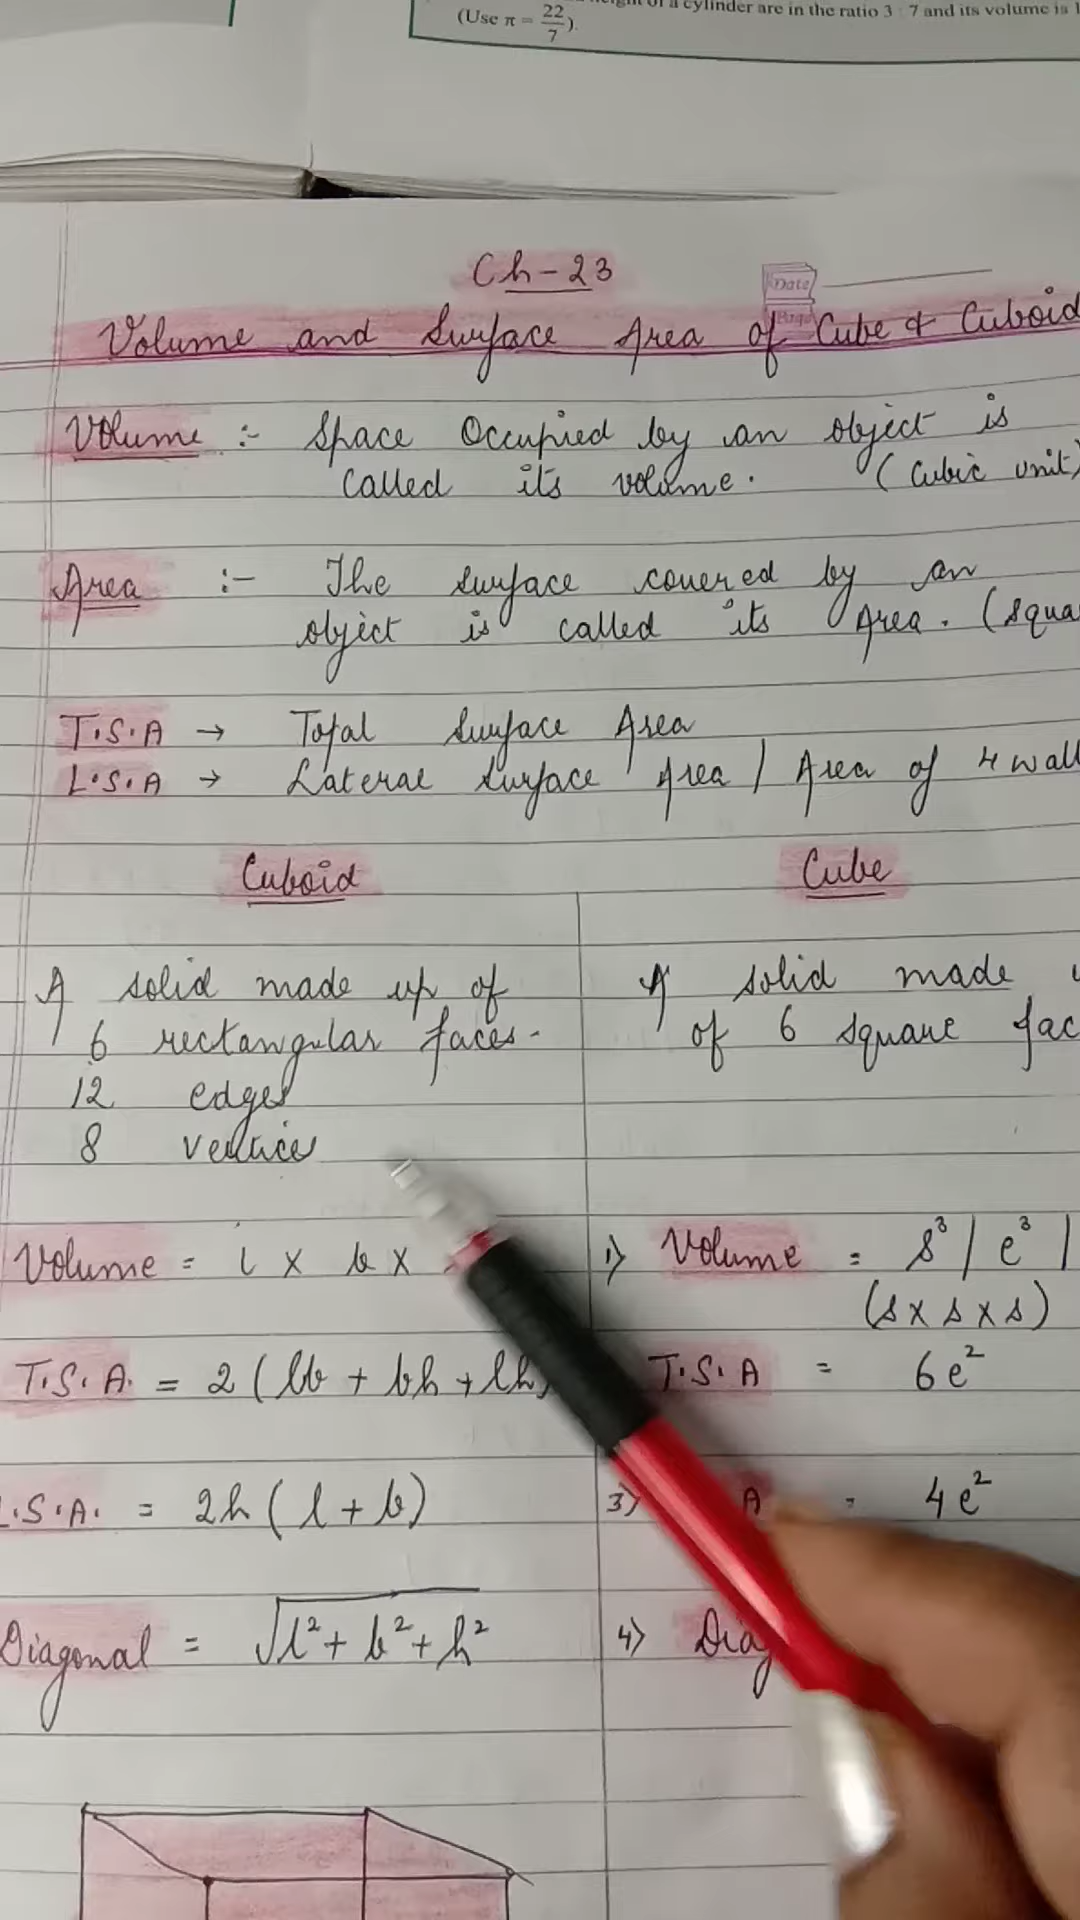 of a cylinder are in the ratio 3 : 7 and its volume is
(Use π = 22/7).
Ch-23
Date
Volume and Surface Area of Cube & Cuboid
Volume :- Space Occupied by an object is
called its volume. (Cubic unit)
Area :- The surface covered by an
object is called its Area. (squa
T.S.A → Total Surface Area
L.S.A → Lateral Surface Area / Area of 4 wall
Cuboid
A solid made up of
6 rectangular faces.
12 edges
8 vertice
Volume = l x b x
T.S.A. = 2 (lb + bh + lh
L.S.A. = 2h (l + b)
Diagonal = √l² + b² + h²
Cube
A solid made
of 6 square fac
1) Volume = s³ / e³ /
(s x s x s)
T.S.A = 6e²
3) A = 4e²
4) Diag